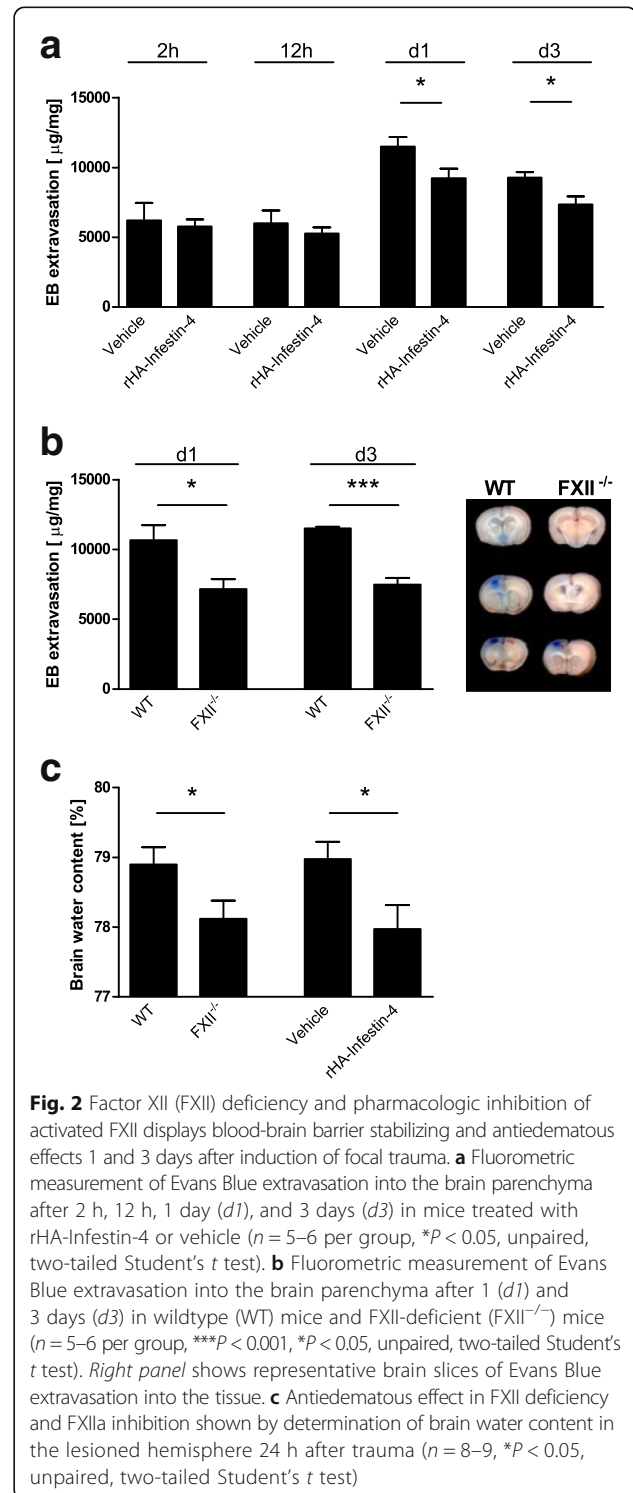 a
2h 12h d1 d3
* *
15000
10000
5000
0
EB extravasation [ μg/mg]
Vehicle rHA-Infestin-4 Vehicle rHA-Infestin-4 Vehicle rHA-Infestin-4 Vehicle rHA-Infestin-4
b
d1 d3
* ***
15000
10000
5000
0
EB extravasation [ μg/mg]
WT FXII-/- WT FXII-/-
WT FXII -/-
c
* *
80
79
78
77
Brain water content [%]
WT FXII-/- Vehicle rHA-Infestin-4
Fig. 2 Factor XII (FXII) deficiency and pharmacologic inhibition of
activated FXII displays blood-brain barrier stabilizing and antiedematous
effects 1 and 3 days after induction of focal trauma. a Fluorometric
measurement of Evans Blue extravasation into the brain parenchyma
after 2 h, 12 h, 1 day (d1), and 3 days (d3) in mice treated with
rHA-Infestin-4 or vehicle (n = 5–6 per group, *P < 0.05, unpaired,
two-tailed Student's t test). b Fluorometric measurement of Evans
Blue extravasation into the brain parenchyma after 1 (d1) and
3 days (d3) in wildtype (WT) mice and FXII-deficient (FXII−/−) mice
(n = 5–6 per group, ***P < 0.001, *P < 0.05, unpaired, two-tailed Student's
t test). Right panel shows representative brain slices of Evans Blue
extravasation into the tissue. c Antiedematous effect in FXII deficiency
and FXIIa inhibition shown by determination of brain water content in
the lesioned hemisphere 24 h after trauma (n = 8–9, *P < 0.05,
unpaired, two-tailed Student's t test)